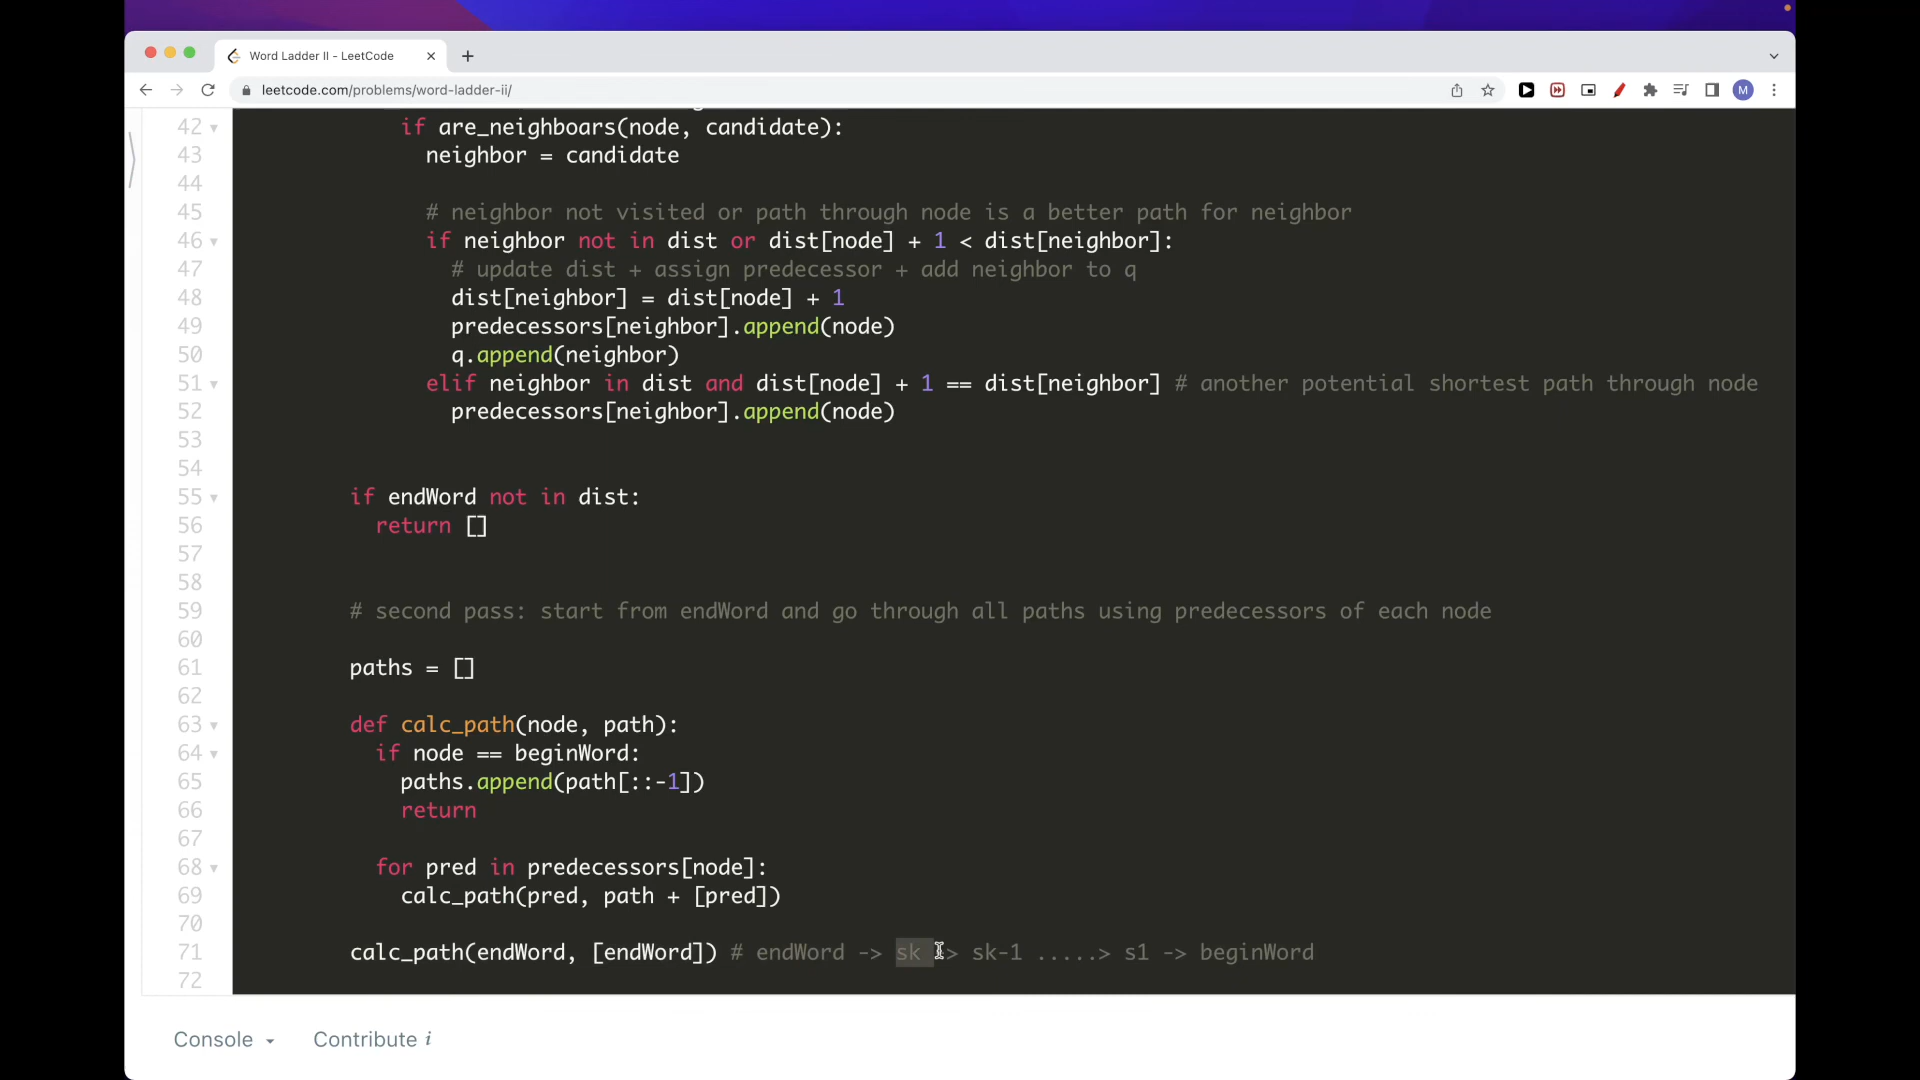 Word Ladder II - LeetCode
leetcode.com/problems/word-ladder-ii/
M
42 if are_neighboars(node, candidate):
43 neighbor = candidate
44
45 # neighbor not visited or path through node is a better path for neighbor
46 if neighbor not in dist or dist[node] + 1 < dist[neighbor]:
47 # update dist + assign predecessor + add neighbor to q
48 dist[neighbor] = dist[node] + 1
49 predecessors[neighbor].append(node)
50 q.append(neighbor)
51 elif neighbor in dist and dist[node] + 1 == dist[neighbor] # another potential shortest path through node
52 predecessors[neighbor].append(node)
53
54
55 if endWord not in dist:
56 return []
57
58
59 # second pass: start from endWord and go through all paths using predecessors of each node
60
61 paths = []
62
63 def calc_path(node, path):
64 if node == beginWord:
65 paths.append(path[::-1])
66 return
67
68 for pred in predecessors[node]:
69 calc_path(pred, path + [pred])
70
71 calc_path(endWord, [endWord]) # endWord -> sk -> sk-1 .....> s1 -> beginWord
72
Console Contribute i